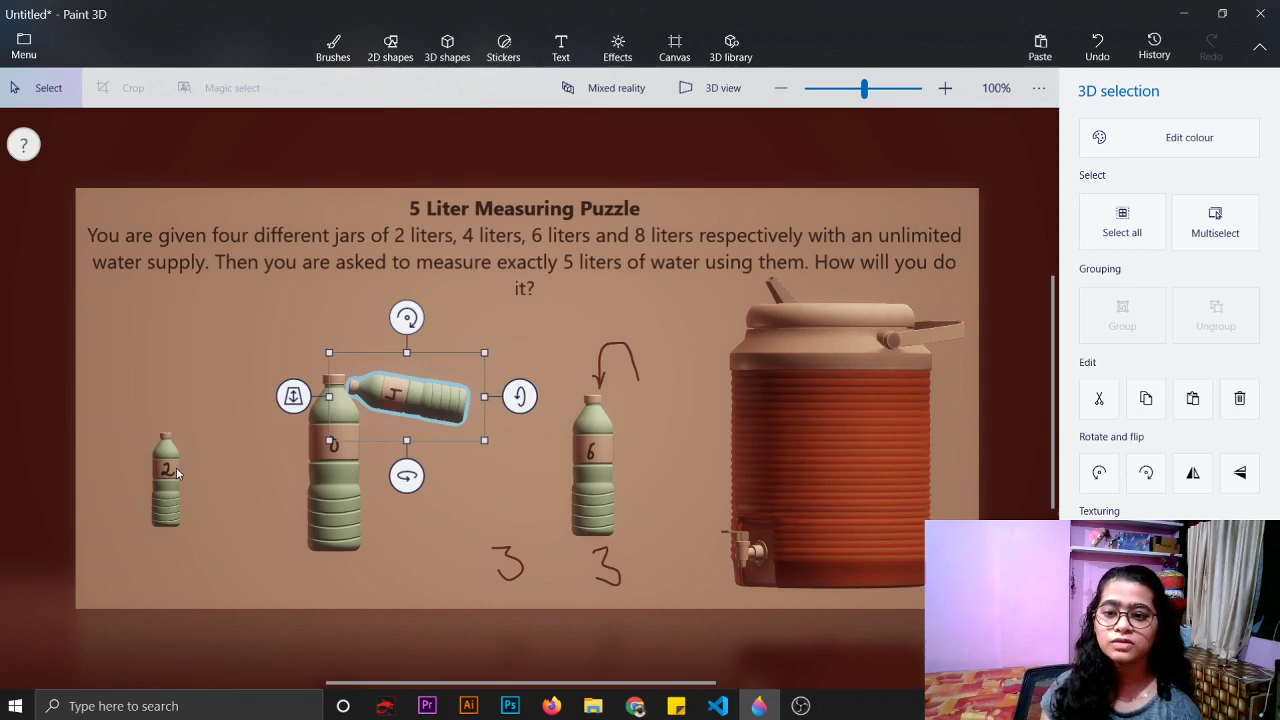 Untitled* - Paint 3D
Menu
Brushes
2D shapes
3D shapes
Stickers
Text
Effects
Canvas
3D library
Paste
Undo
History
Redo
Select
Crop
Magic select
Mixed reality
3D view
100%
3D selection
?
Edit colour
Select
Select all
Multiselect
Grouping
Group
Ungroup
Edit
Rotate and flip
Texturing
5 Liter Measuring Puzzle
You are given four different jars of 2 liters, 4 liters, 6 liters and 8 liters respectively with an unlimited
water supply. Then you are asked to measure exactly 5 liters of water using them. How will you do
it?
2
4
6
3 3
Type here to search
Pr
Ai
Ps